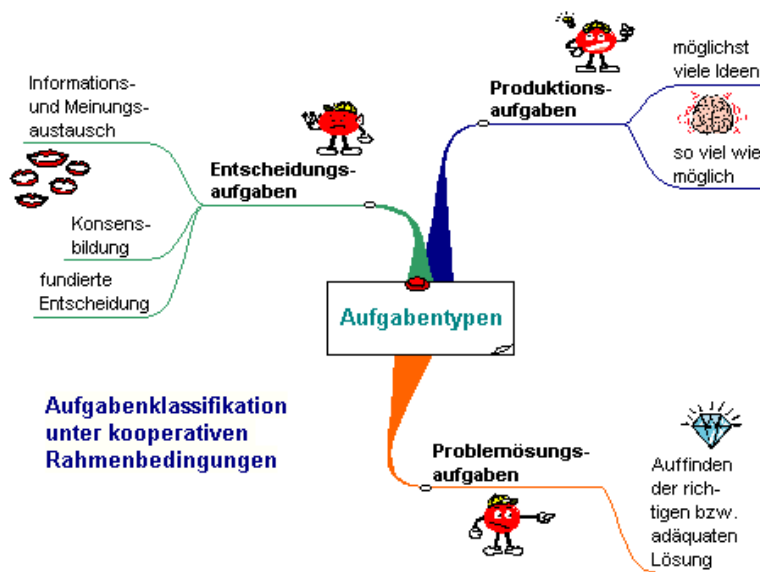 Informations-
und Meinungs-
austausch
Entscheidungs-
aufgaben
Konsens-
bildung
fundierte
Entscheidung
Produktions-
aufgaben
möglichst
viele Ideen
so viel wie
möglich
Aufgabentypen
Aufgabenklassifikation
unter kooperativen
Rahmenbedingungen
Problemösungs-
aufgaben
Auffinden
der rich-
tigen bzw.
adäquaten
Lösung